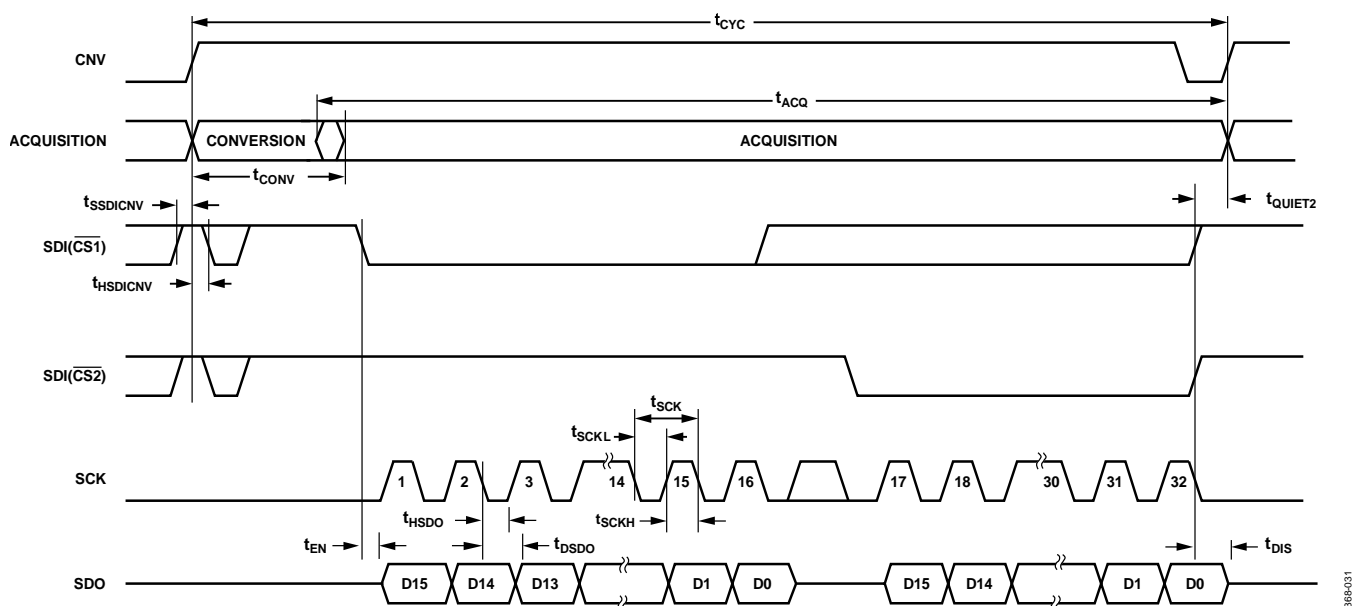 tCYC
CNV
tACQ
ACQUISITION
CONVERSION
ACQUISITION
tCONV
tSSDICNV
tQUIET2
SDI(CS1)
tHSDICNV
SDI(CS2)
tSCK
tSCKL
SCK
1 2 3 14 15 16 17 18 30 31 32
tHSDO
tSCKH
tEN
tDSDO
tDIS
SDO
D15 D14 D13 D1 D0 D15 D14 D1 D0